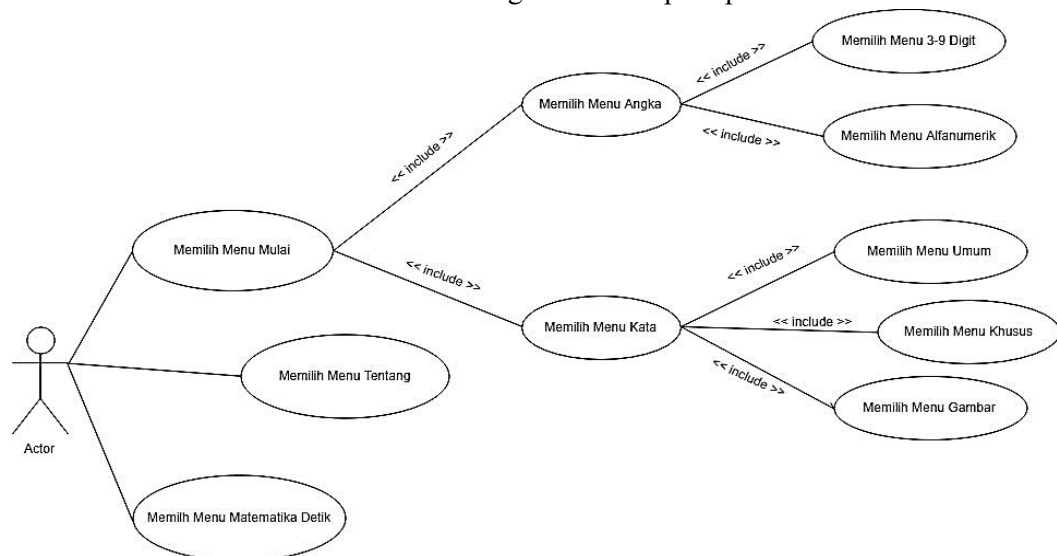 Memilih Menu 3-9 Digit
<< include >>
Memilih Menu Angka
<< include >>
Memilih Menu Alfanumerik
<< include >>
Memilih Menu Mulai
<< include >>
<< include >>
Memilih Menu Umum
Memilih Menu Kata
<< include >>
Memilih Menu Khusus
<< include >>
Memilih Menu Gambar
Memilih Menu Tentang
Actor
Memilh Menu Matematika Detik